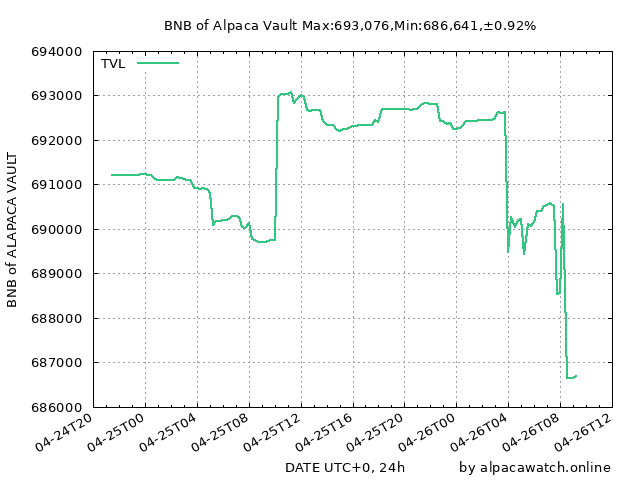 BNB of Alpaca Vault Max:693,076,Min:686,641,±0.92%
694000
693000
692000
691000
690000
689000
688000
687000
686000
TVL
BNB of ALAPACA VAULT
04-24T20
04-25T00
04-25T04
04-25T08
04-25T12
04-25T16
04-25T20
04-26T00
04-26T04
04-26T08
04-26T12
DATE UTC+0, 24h
by alpacawatch.online